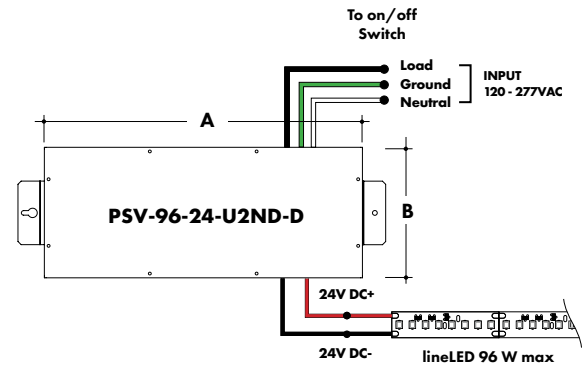 To on/off
Switch
Load
Ground
Neutral
INPUT
120 - 277VAC
A
B
PSV-96-24-U2ND-D
24V DC+
24V DC-
lineLED 96 W max